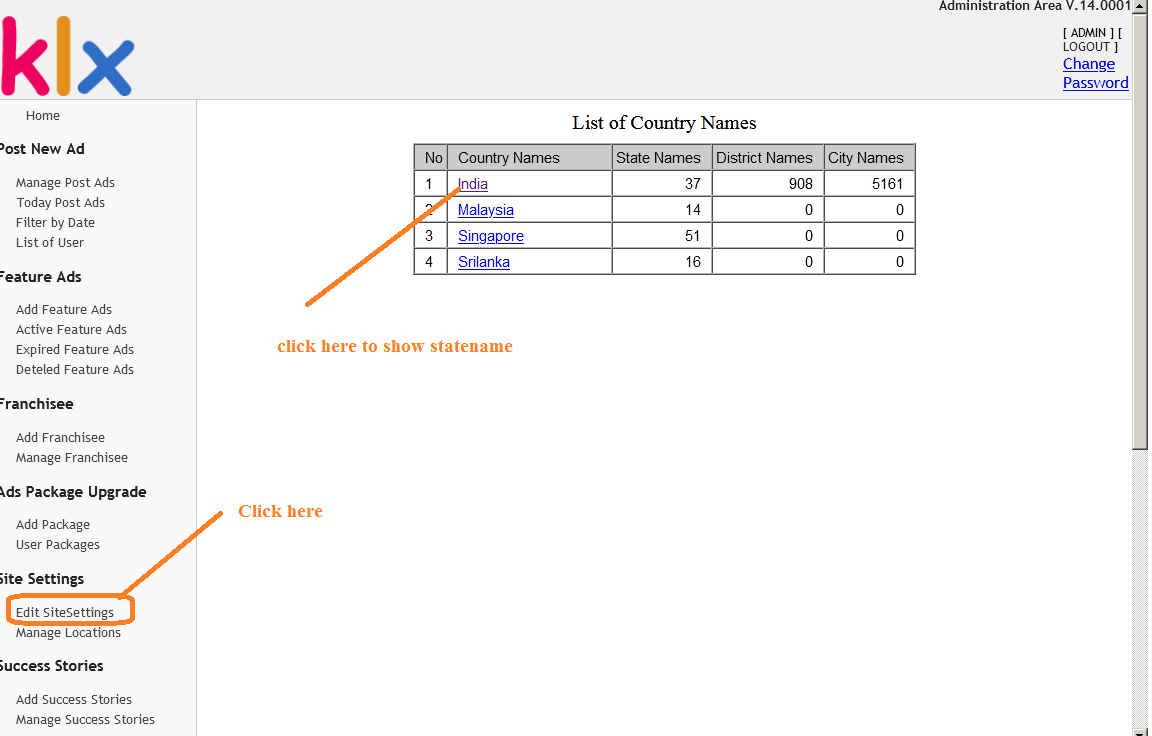 Administration Area V.14.0001
klx
[ ADMIN ] [
LOGOUT ]
Change
Password
Home
Post New Ad
Manage Post Ads
Today Post Ads
Filter by Date
List of User
Feature Ads
Add Feature Ads
Active Feature Ads
Expired Feature Ads
Deteled Feature Ads
Franchisee
Add Franchisee
Manage Franchisee
Ads Package Upgrade
Add Package
User Packages
Site Settings
Edit SiteSettings
Manage Locations
Success Stories
Add Success Stories
Manage Success Stories
List of Country Names
No Country Names State Names District Names City Names
1 India 37 908 5161
2 Malaysia 14 0 0
3 Singapore 51 0 0
4 Srilanka 16 0 0
click here to show statename
Click here